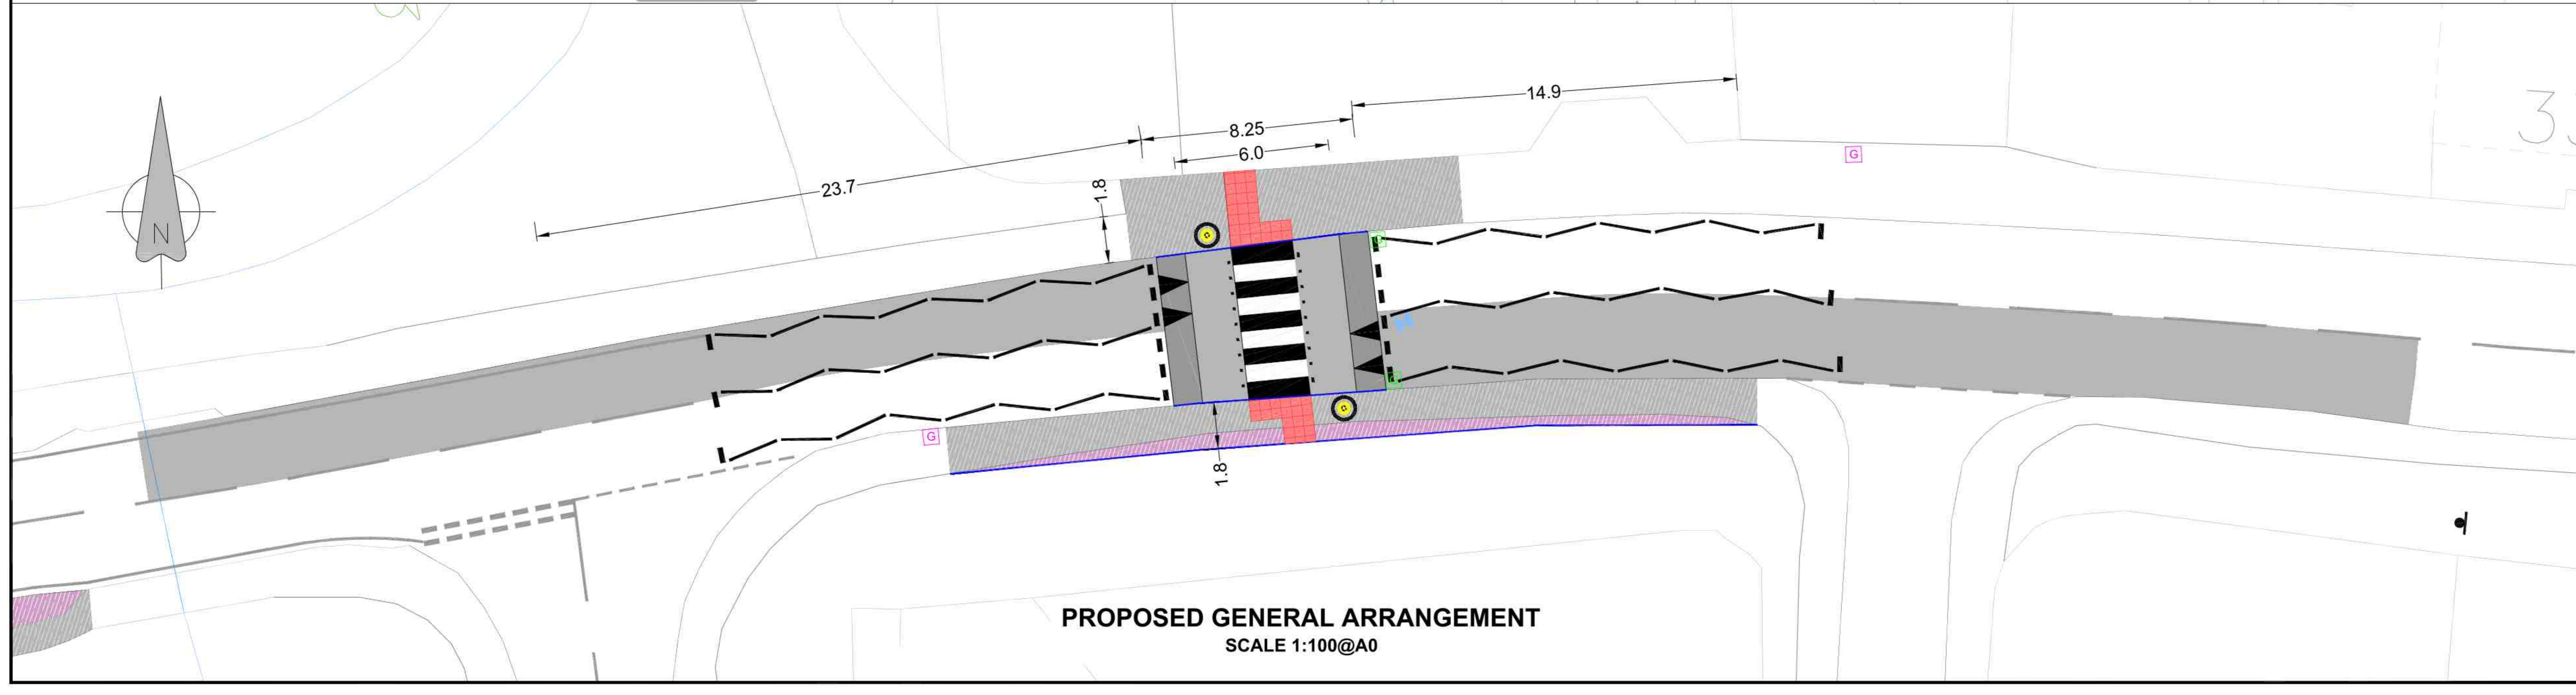 14.9
8.25
6.0
23.7
1.8
N
G
G
G
G
1.8
PROPOSED GENERAL ARRANGEMENT
SCALE 1:100@A0